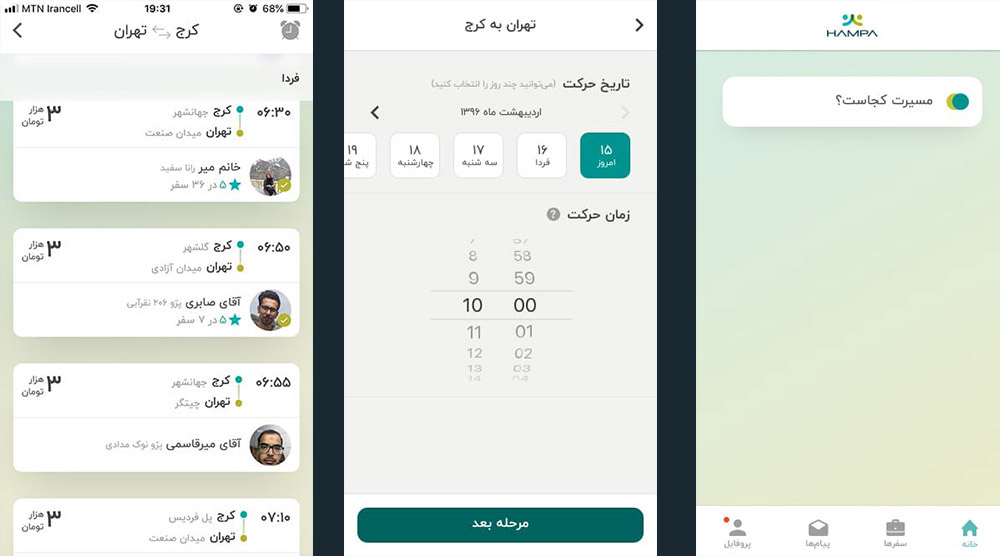 MTN Irancell 19:31 68%
کرج تهران
فردا
۰۶:۳۰ کرج جهانشهر ۳ هزار تومان
تهران میدان صنعت
خانم میر رانا سفید
۵ در ۳۶ سفر
۰۶:۵۰ کرج گلشهر ۳ هزار تومان
تهران میدان آزادی
آقای صابری پژو ۲۰۶ نقرآبی
۵ در ۷ سفر
۰۶:۵۵ کرج جهانشهر ۳ هزار تومان
تهران چیتگر
آقای میرقاسمی پژو نوک مدادی
۰۷:۱۰ کرج پل فردیس ۳ هزار تومان
تهران میدان صنعت
تهران به کرج
تاریخ حرکت (می‌توانید چند روز را انتخاب کنید)
اردیبهشت ماه ۱۳۹۶
۱۵ ۱۶ ۱۷ ۱۸ ۱۹
امروز فردا سه شنبه چهارشنبه پنج ش
زمان حرکت ?
7 57
8 58
9 59
10 00
11 01
12 02
13 03
14 04
مرحله بعد
HAMPA
مسیرت کجاست؟
خانه سفرها پیام‌ها پروفایل